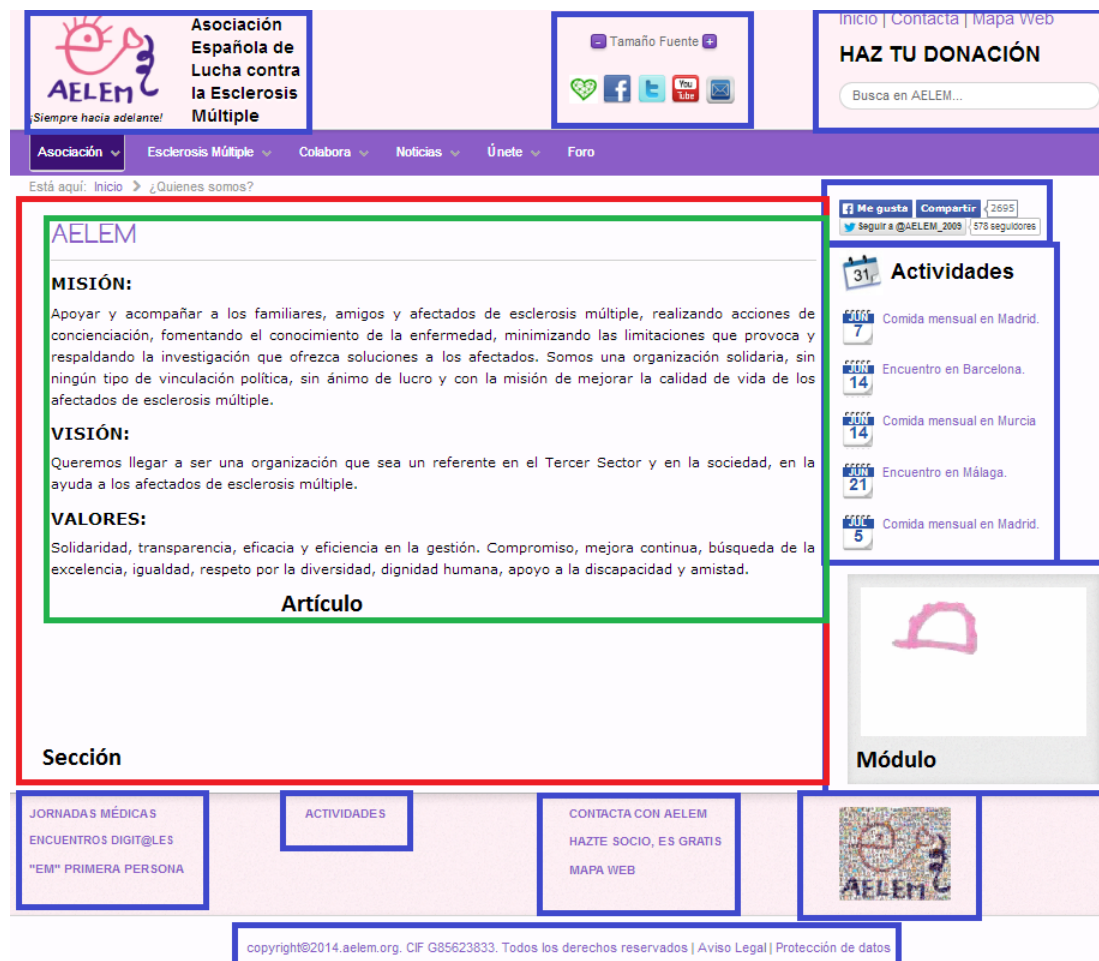 Asociación
Española de
Lucha contra
la Esclerosis
Múltiple
AELEM
¡Siempre hacia adelante!
- Tamaño Fuente +
You
Tube
Inicio | Contacta | Mapa Web
HAZ TU DONACIÓN
Busca en AELEM...
Asociación Esclerosis Múltiple Colabora Noticias Únete Foro
Está aquí: Inicio ¿Quienes somos?
AELEM
MISIÓN:
Apoyar y acompañar a los familiares, amigos y afectados de esclerosis múltiple, realizando acciones de
concienciación, fomentando el conocimiento de la enfermedad, minimizando las limitaciones que provoca y
respaldando la investigación que ofrezca soluciones a los afectados. Somos una organización solidaria, sin
ningún tipo de vinculación política, sin ánimo de lucro y con la misión de mejorar la calidad de vida de los
afectados de esclerosis múltiple.
VISIÓN:
Queremos llegar a ser una organización que sea un referente en el Tercer Sector y en la sociedad, en la
ayuda a los afectados de esclerosis múltiple.
VALORES:
Solidaridad, transparencia, eficacia y eficiencia en la gestión. Compromiso, mejora continua, búsqueda de la
excelencia, igualdad, respeto por la diversidad, dignidad humana, apoyo a la discapacidad y amistad.
Artículo
Sección
Me gusta Compartir 2695
Seguir a @AELEM_2009 578 seguidores
31 Actividades
JUN
7
Comida mensual en Madrid.
JUN
14
Encuentro en Barcelona.
JUN
14
Comida mensual en Murcia
JUN
21
Encuentro en Málaga.
JUL
5
Comida mensual en Madrid.
Módulo
JORNADAS MÉDICAS
ENCUENTROS DIGIT@LES
"EM" PRIMERA PERSONA
ACTIVIDADES
CONTACTA CON AELEM
HAZTE SOCIO, ES GRATIS
MAPA WEB
AELEM
copyright©2014.aelem.org. CIF G85623833. Todos los derechos reservados | Aviso Legal | Protección de datos